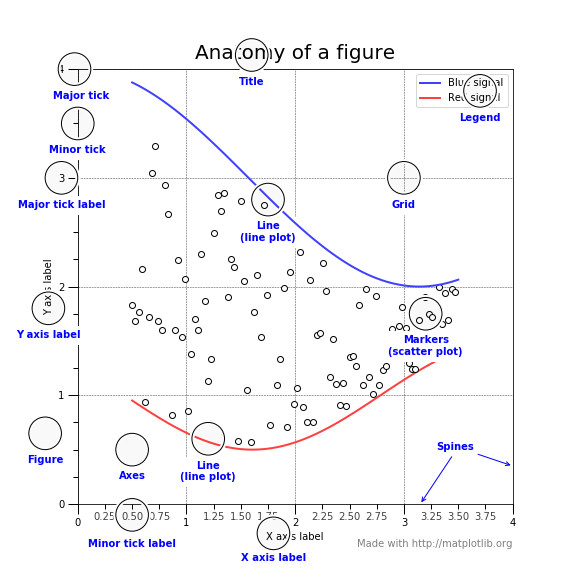 Anatomy of a figure
Title
Blue signal
Red signal
Legend
4
Major tick
Minor tick
3
Major tick label
Grid
Line
(line plot)
Y axis label
2
Y axis label
Markers
(scatter plot)
1
Figure
Axes
Line
(line plot)
Spines
0
0 0.25 0.50 0.75 1 1.25 1.50 1.75 2 2.25 2.50 2.75 3 3.25 3.50 3.75 4
Minor tick label
X axis label
X axis label
Made with http://matplotlib.org